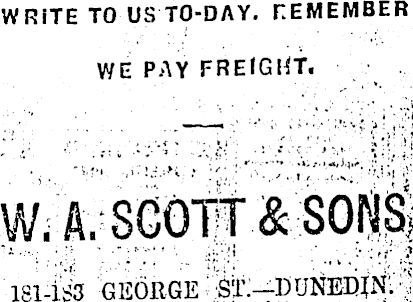 WRITE TO US TO-DAY. REMEMBER
WE PAY FREIGHT.
W. A. SCOTT & SONS
181-183 GEORGE ST.—DUNEDIN.